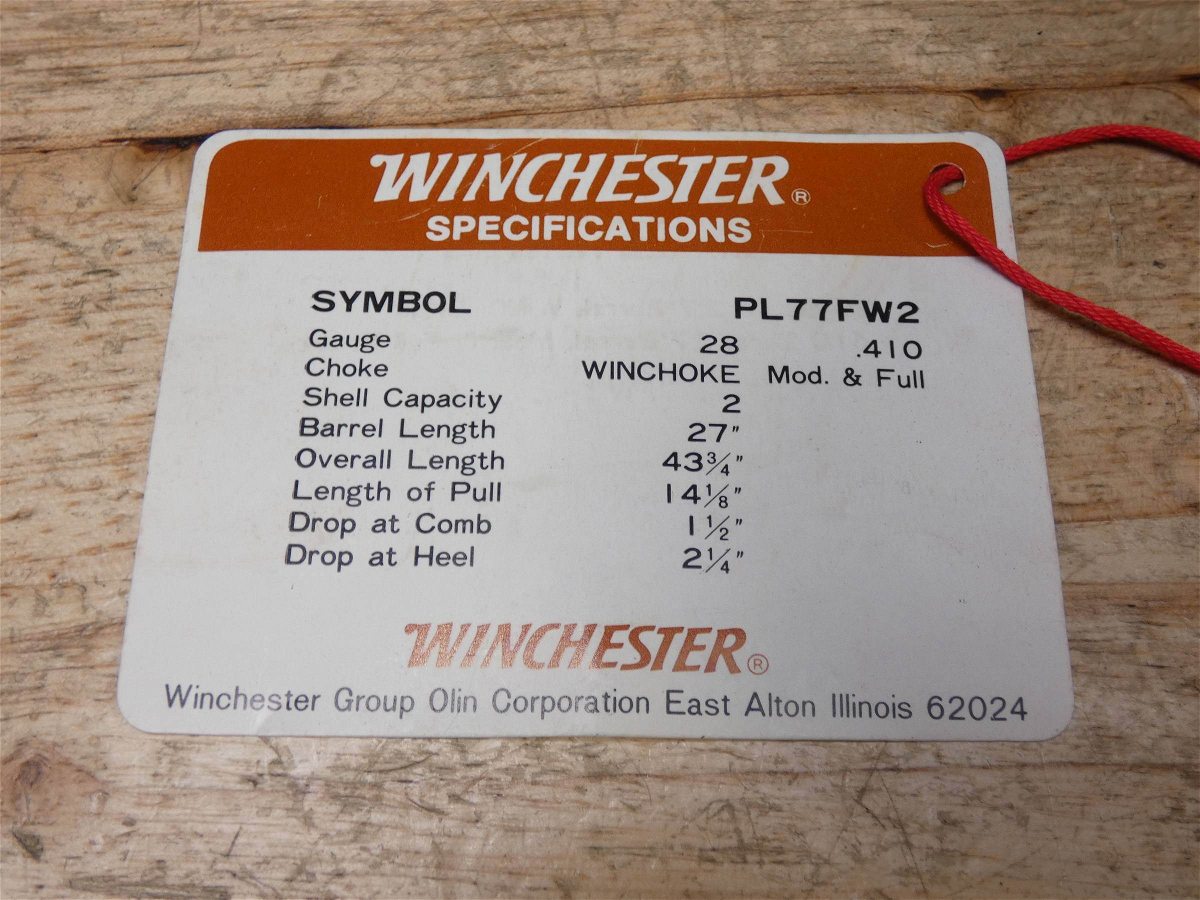 WINCHESTER®
SPECIFICATIONS
SYMBOL PL77FW2
Gauge 28 .410
Choke WINCHOKE Mod. & Full
Shell Capacity 2
Barrel Length 27"
Overall Length 43¾"
Length of Pull 14⅛"
Drop at Comb 1½"
Drop at Heel 2¼"
WINCHESTER®
Winchester Group Olin Corporation East Alton Illinois 62024